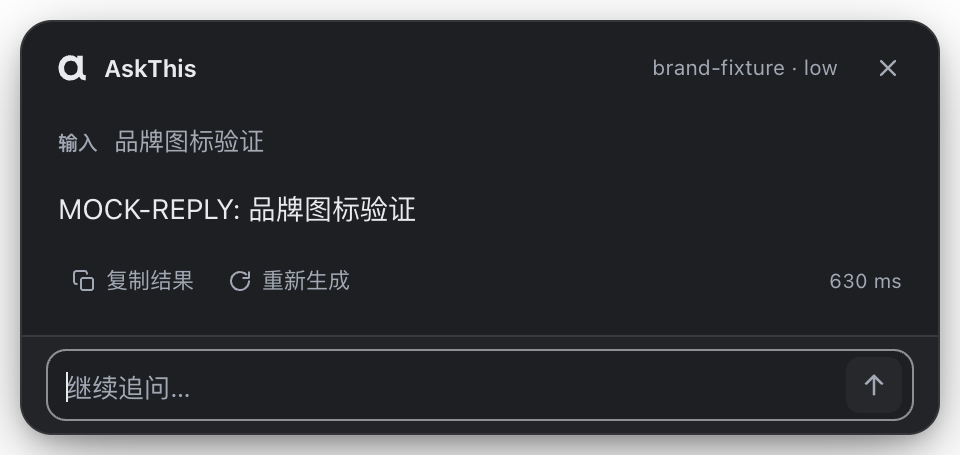 AskThis brand-fixture · low
输入 品牌图标验证
MOCK-REPLY: 品牌图标验证
复制结果 重新生成 630 ms
继续追问...